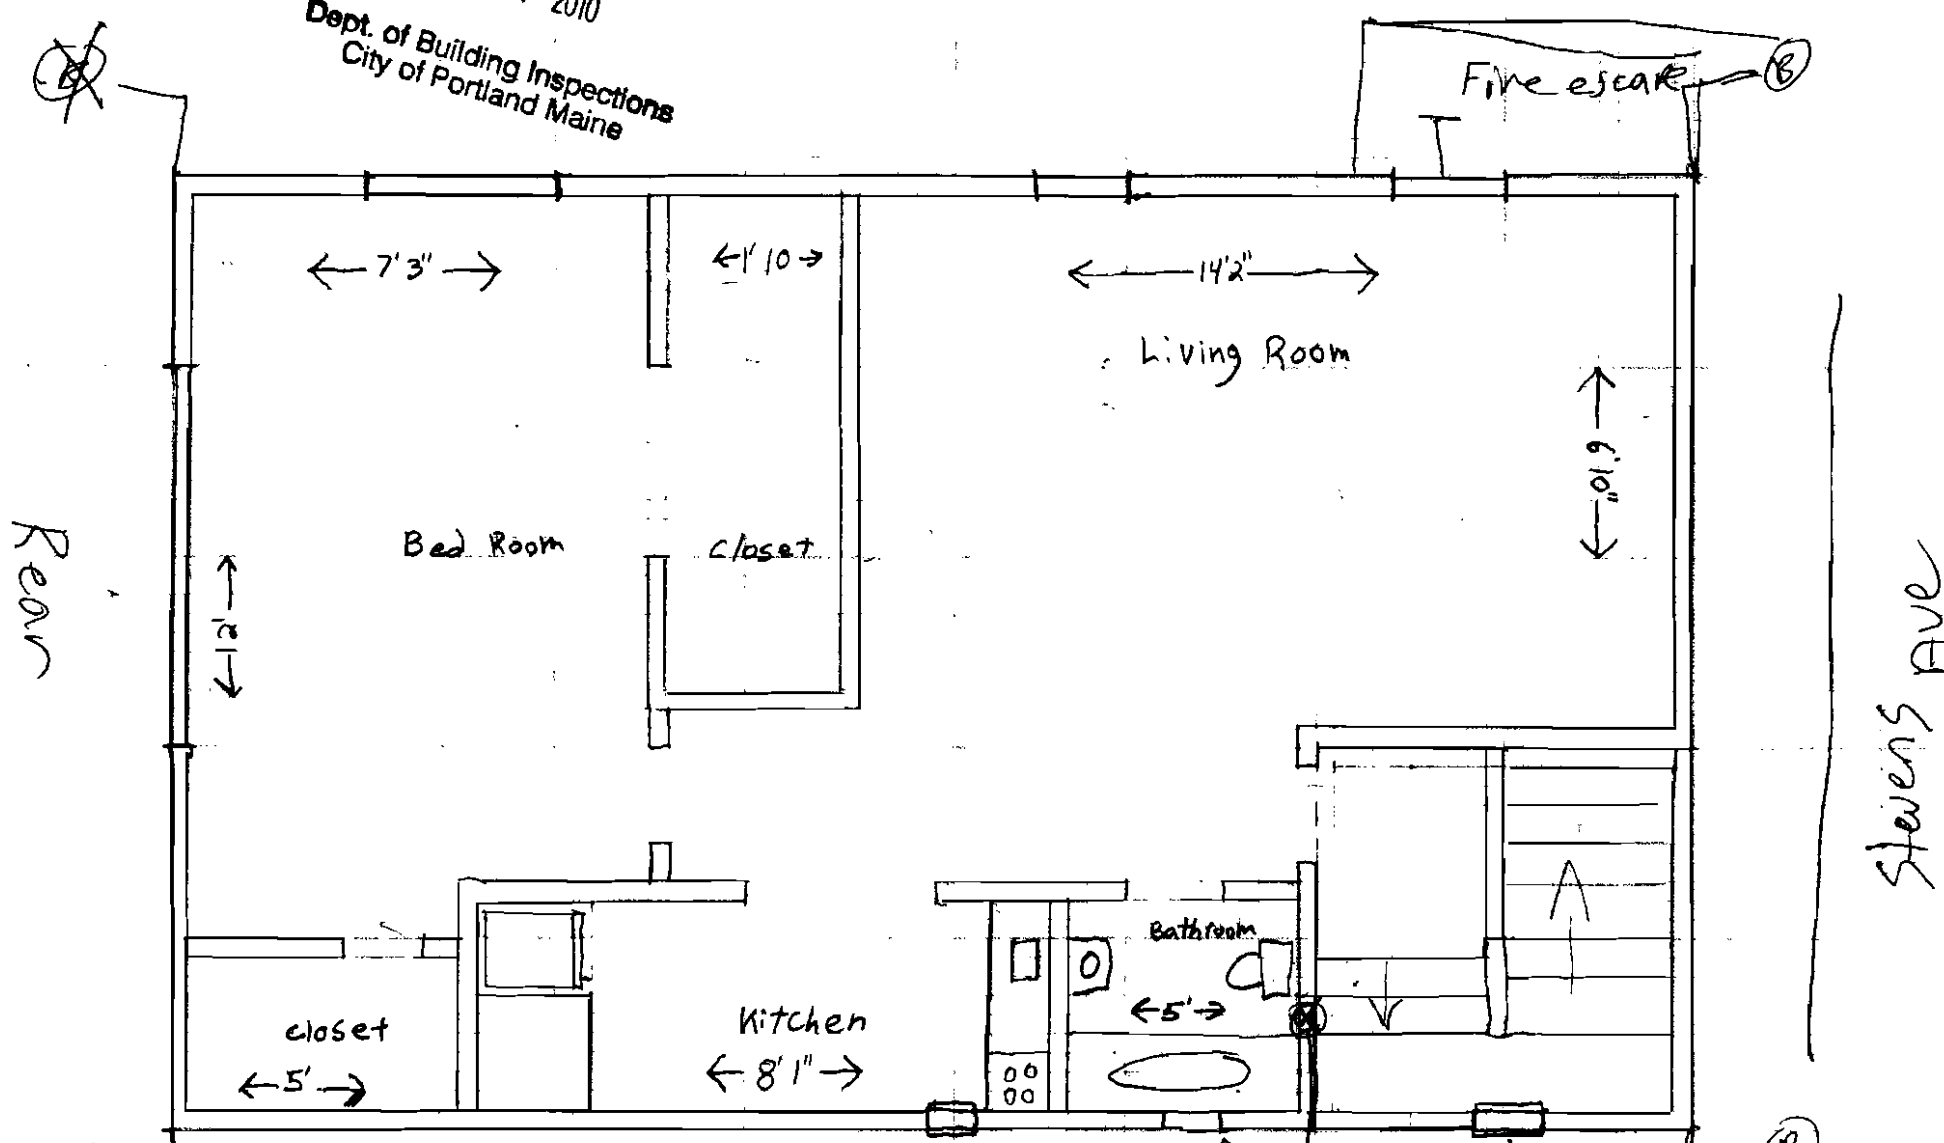 2010
Dept. of Building Inspections
City of Portland Maine
Fire escape
B
7'3"
1'10
14'2"
Living Room
6'10"
Bed Room
closet
12'
Rear
Stevens Ave
Bathroom
5'
closet
5'
Kitchen
8'1"